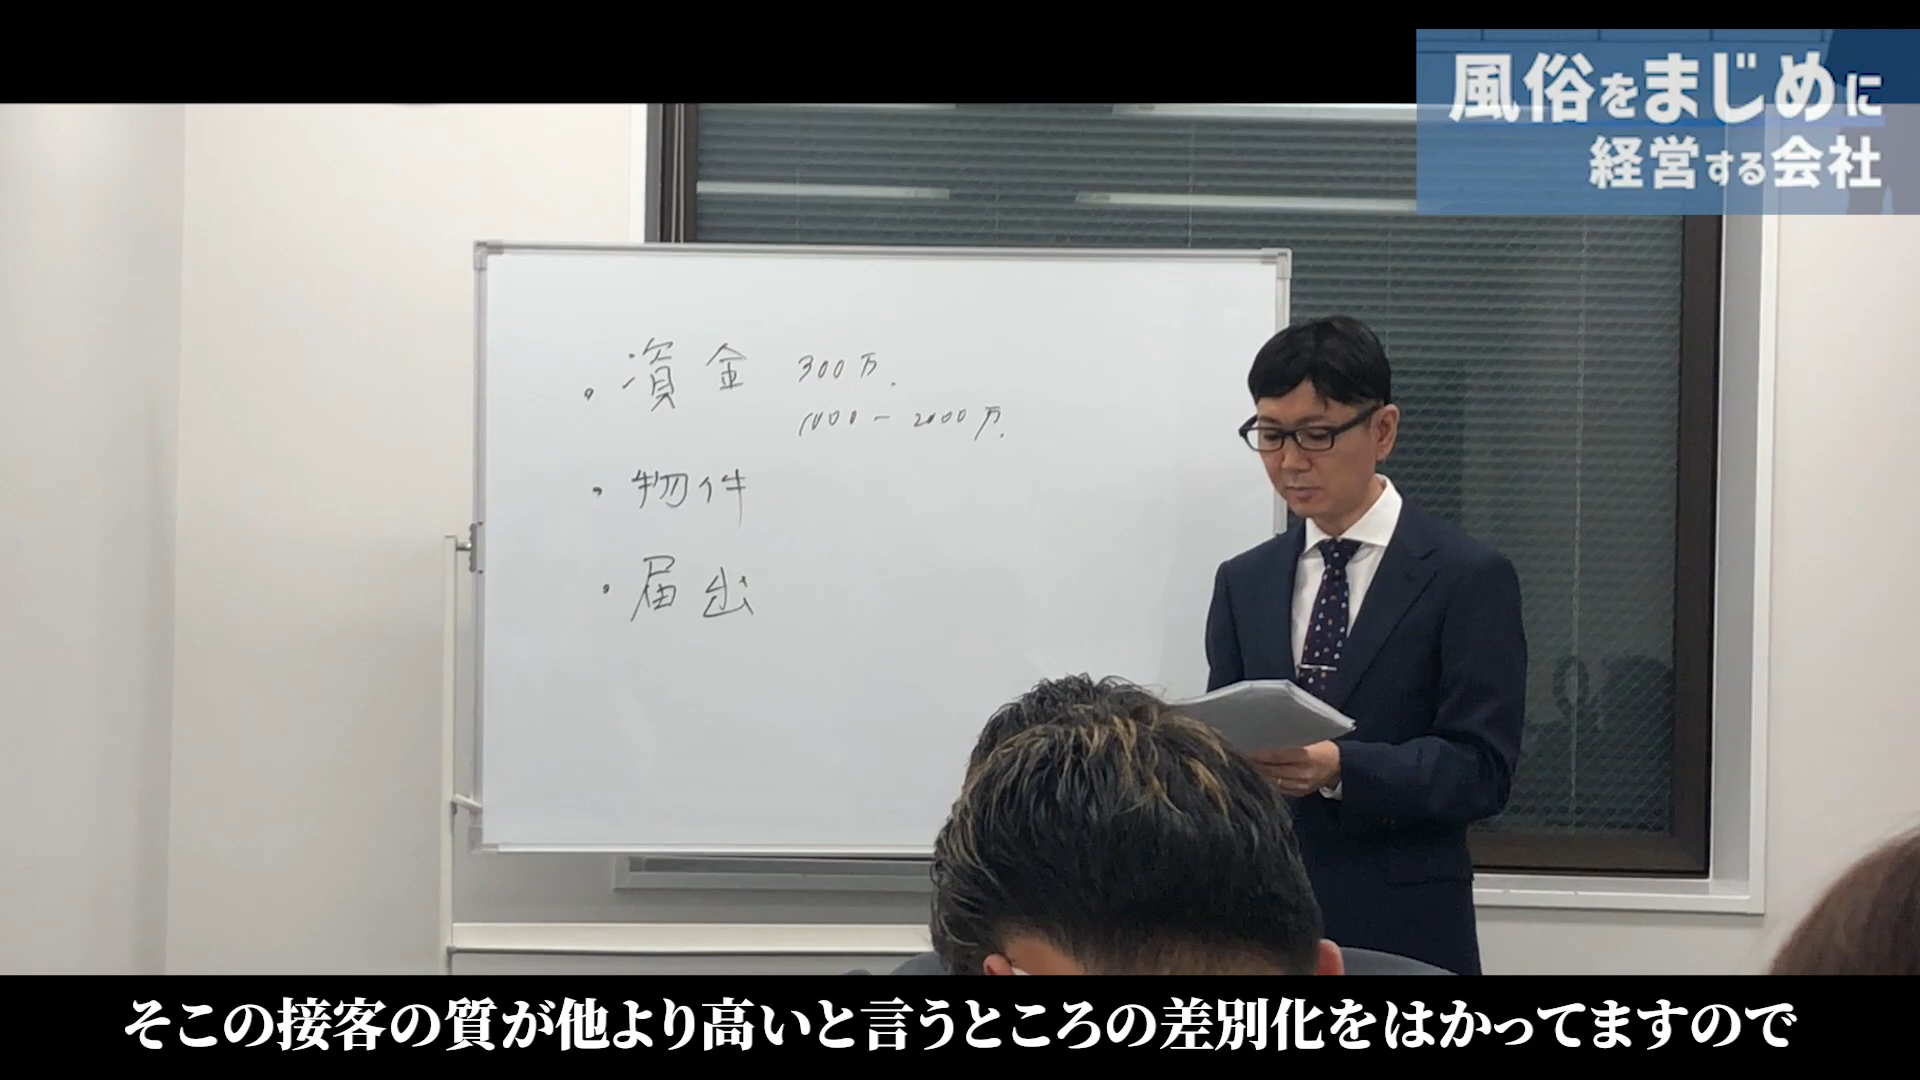 風俗をまじめに
経営する会社
・資金 300万.
1000-2000万.
・物件
・届出
そこの接客の質が他より高いと言うところの差別化をはかってますので